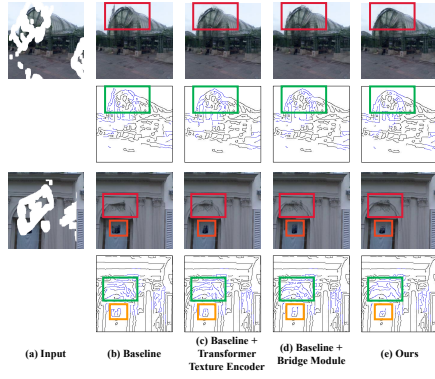 (a) Input
(b) Baseline
(c) Baseline +
Transformer
Texture Encoder
(d) Baseline +
Bridge Module
(e) Ours